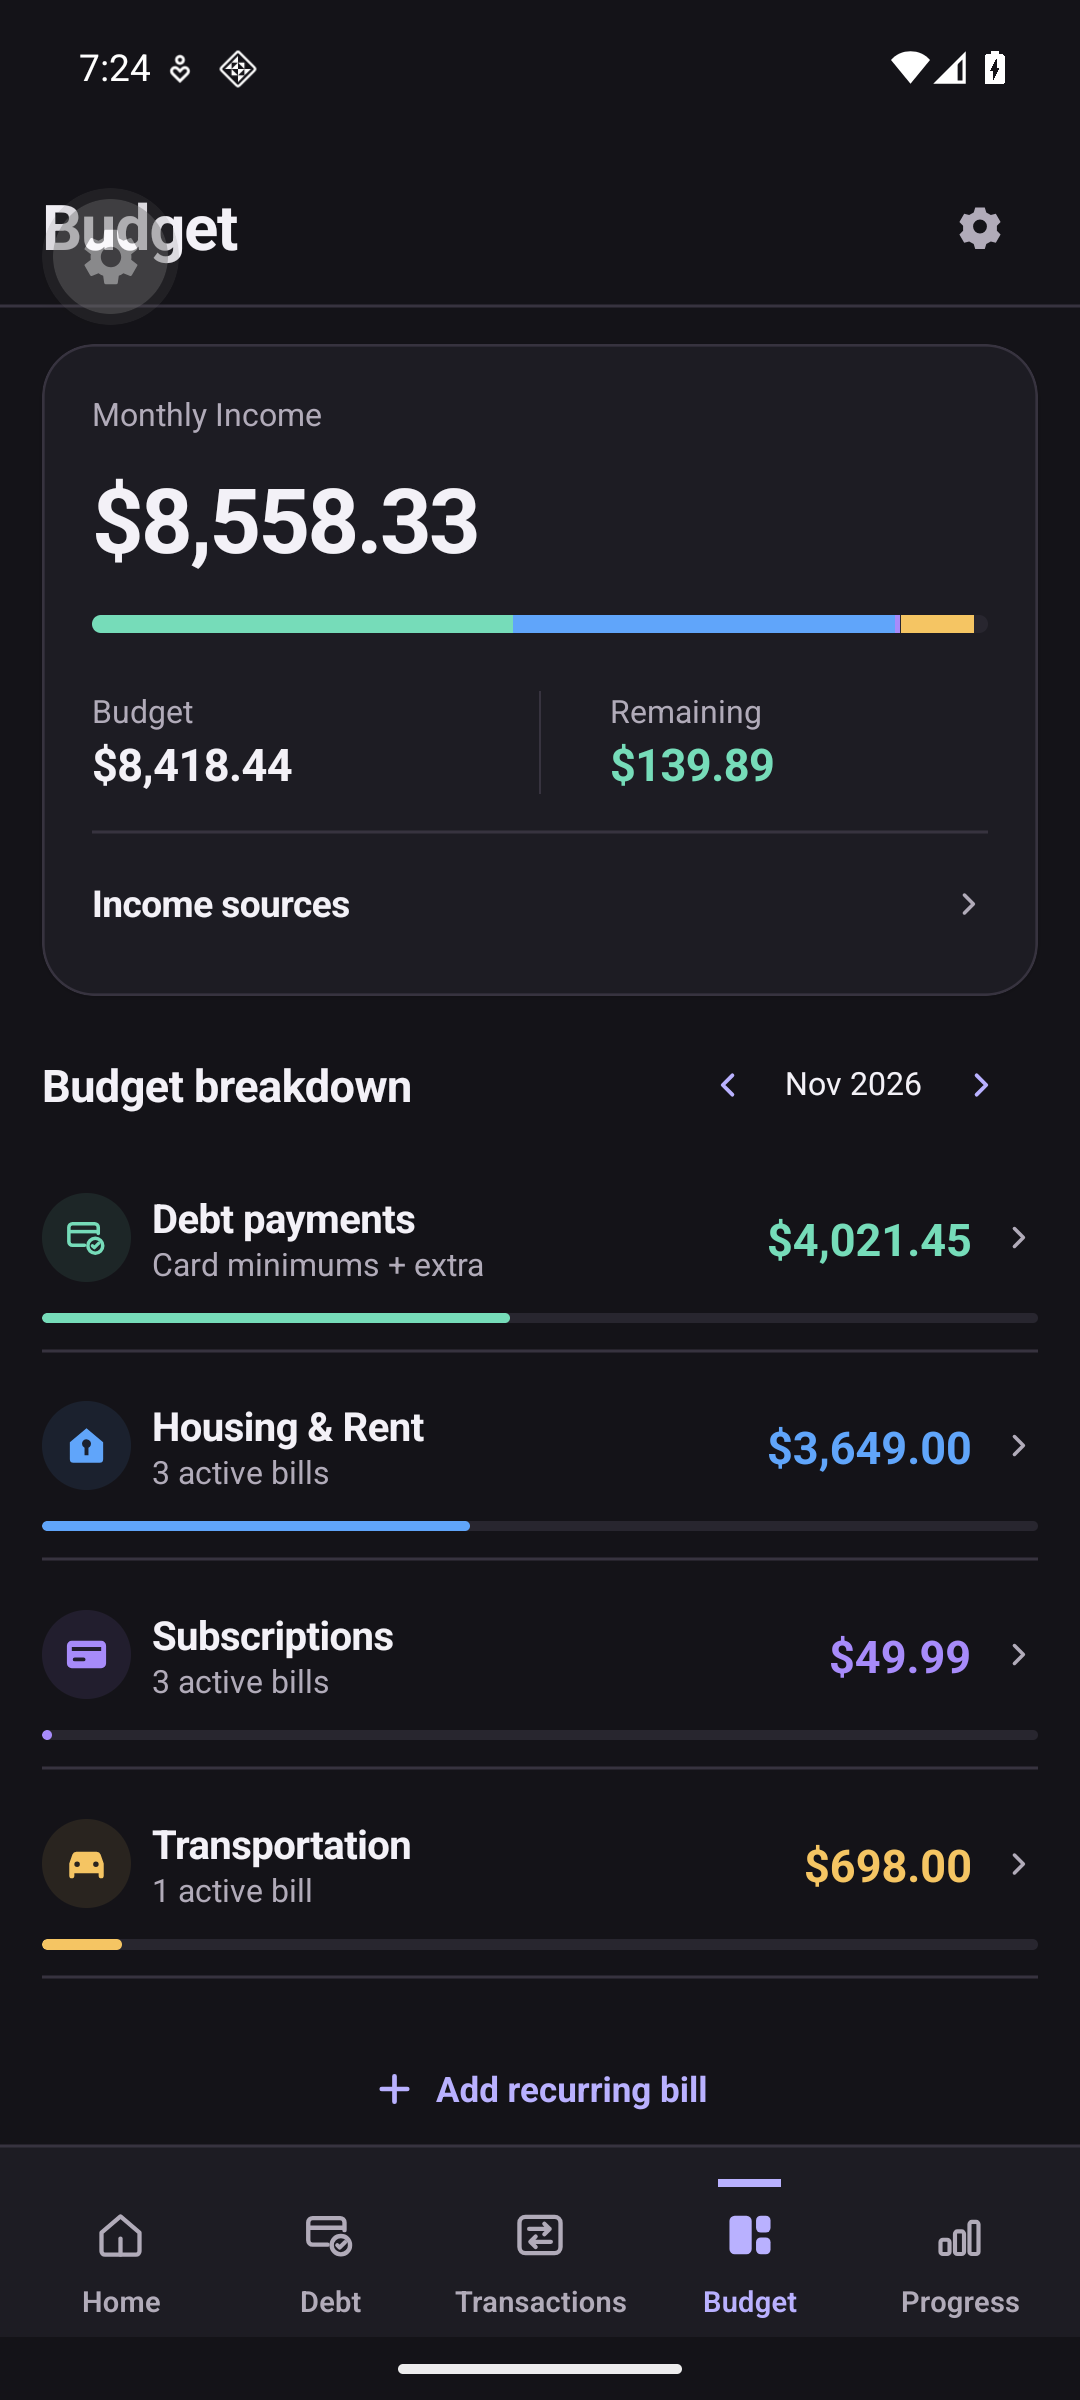 7:24
Budget
Monthly Income
$8,558.33
Budget
Remaining
$8,418.44
$139.89
Income sources
Budget breakdown
Nov 2026
Debt payments
Card minimums + extra
$4,021.45
Housing & Rent
3 active bills
$3,649.00
Subscriptions
3 active bills
$49.99
Transportation
1 active bill
$698.00
Add recurring bill
Home
Debt
Transactions
Budget
Progress